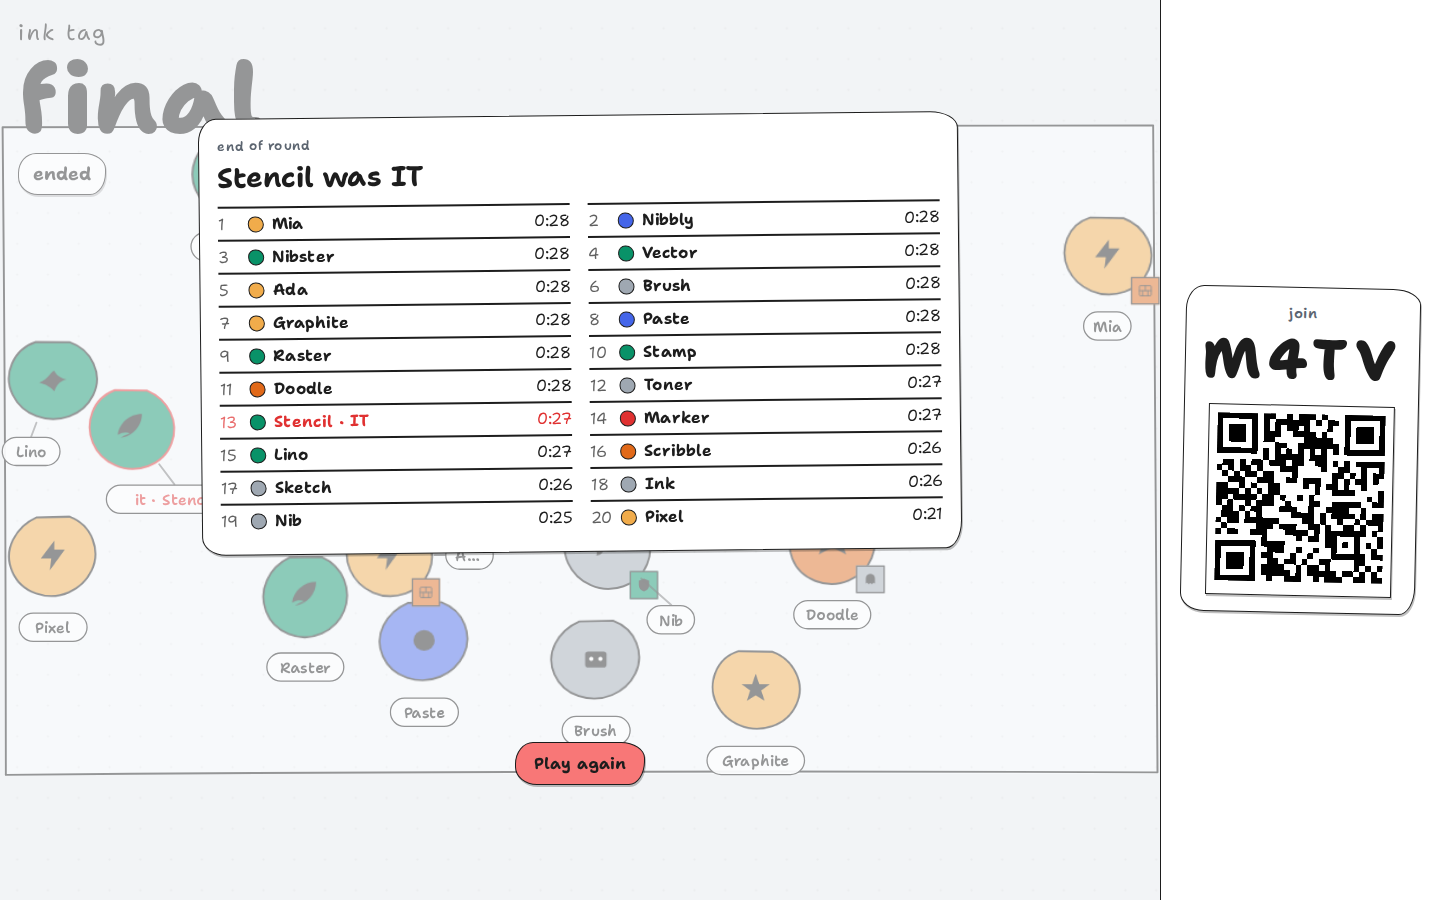 ink tag
final
ended
end of round
Stencil was IT
1 Mia 0:28
2 Nibbly 0:28
3 Nibster 0:28
4 Vector 0:28
5 Ada 0:28
6 Brush 0:28
7 Graphite 0:28
8 Paste 0:28
9 Raster 0:28
10 Stamp 0:28
11 Doodle 0:28
12 Toner 0:27
13 Stencil · IT 0:27
14 Marker 0:27
15 Lino 0:27
16 Scribble 0:26
17 Sketch 0:26
18 Ink 0:26
19 Nib 0:25
20 Pixel 0:21
Mia
Lino
it · Stenc
A...
Pixel
Nib
Doodle
Raster
Paste
Brush
Graphite
Play again
join
M4TV